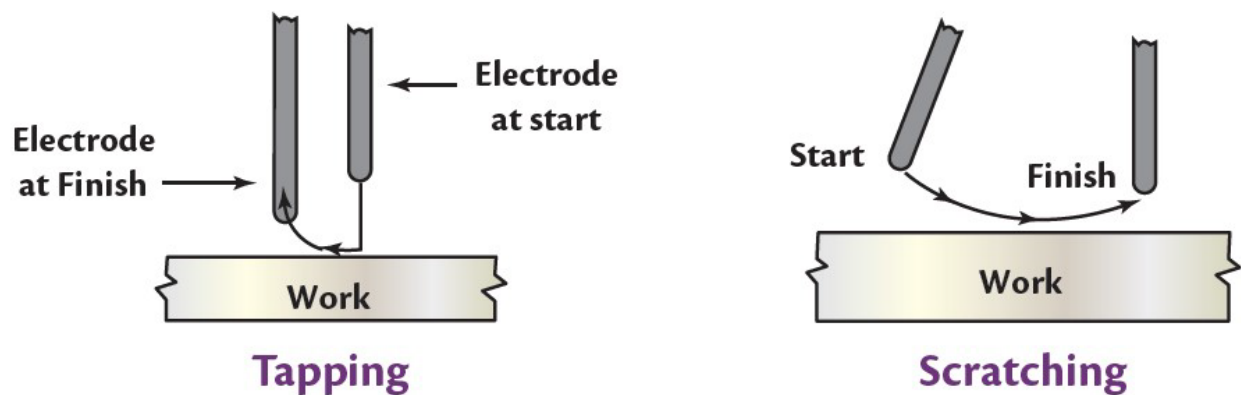 Electrode
at start
Electrode
at Finish
Work
Tapping
Start
Finish
Work
Scratching